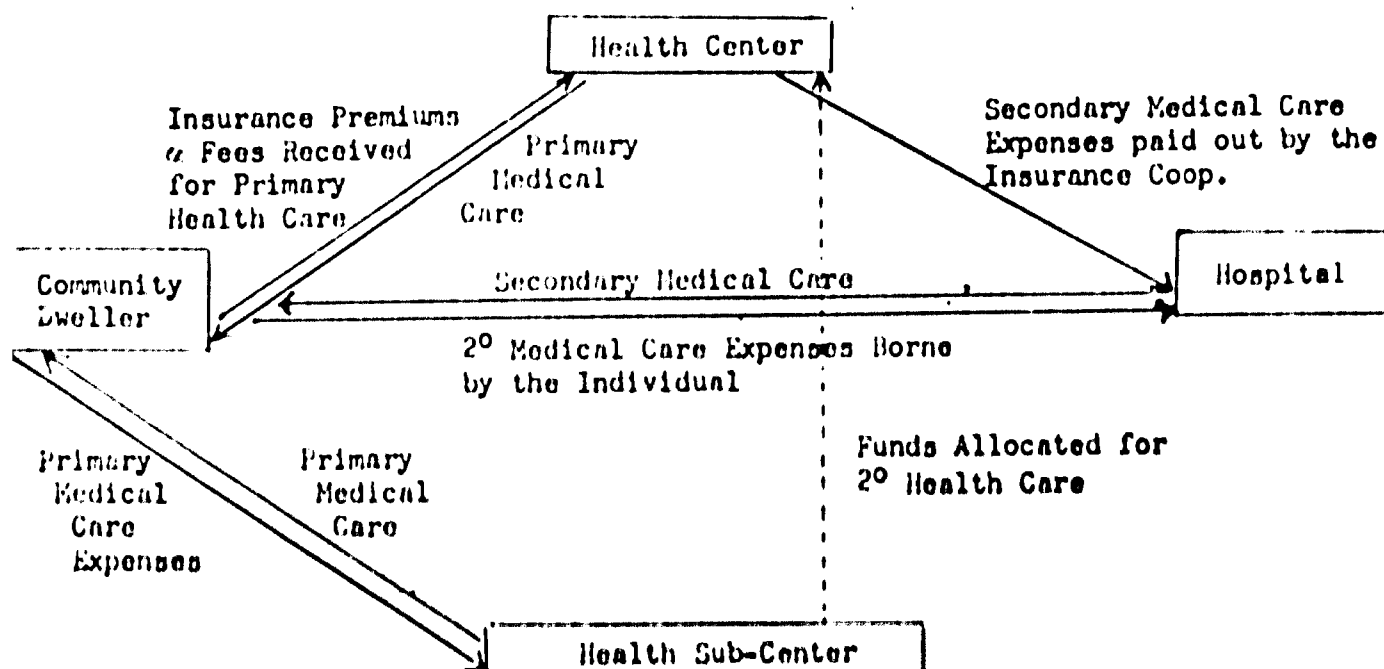 Health Center
Insurance Premiums
& Fees Received
for Primary
Health Care
Primary
Medical
Care
Secondary Medical Care
Expenses paid out by the
Insurance Coop.
Community
Dweller
Secondary Medical Care
Hospital
2º Medical Care Expenses Borne
by the Individual
Primary
Medical
Care
Expenses
Primary
Medical
Care
Funds Allocated for
2º Health Care
Health Sub-Center